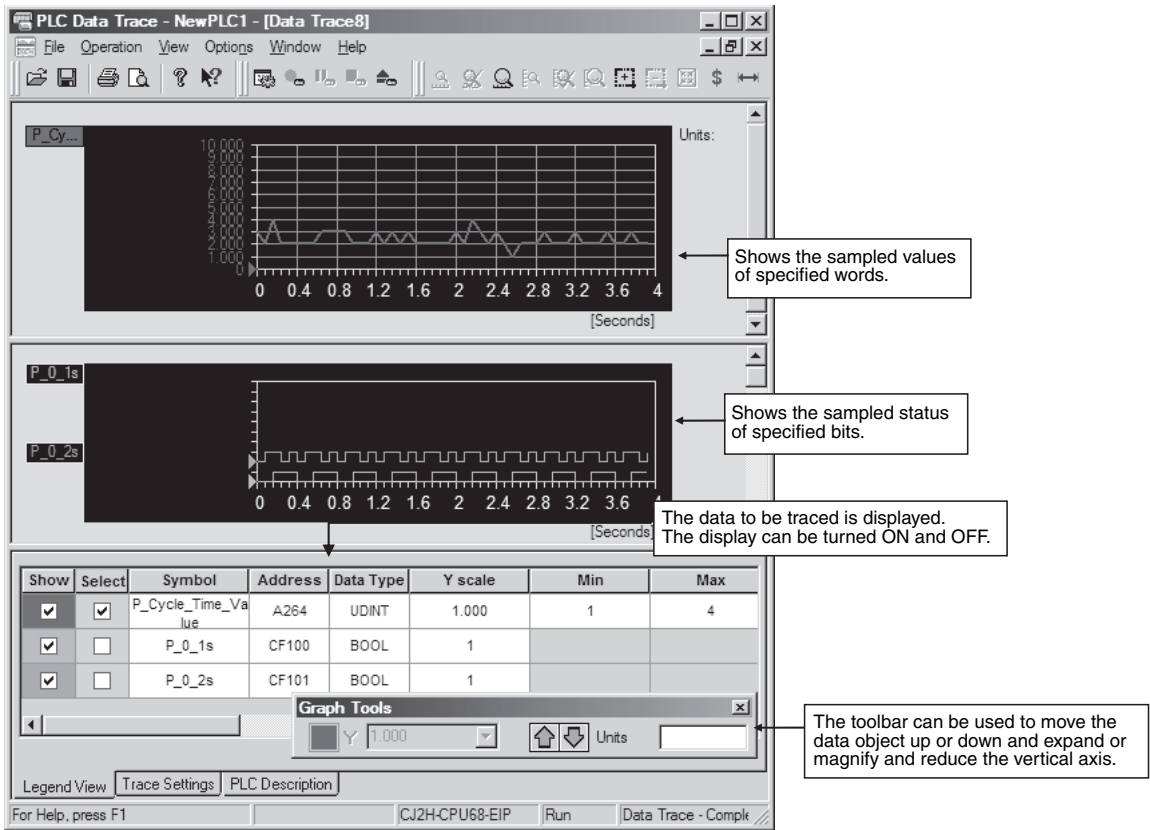 PLC Data Trace - NewPLC1 - [Data Trace8]
File Operation View Options Window Help
P_Cy...
Units:
10.000
9.000
8.000
7.000
6.000
5.000
4.000
3.000
2.000
1.000
0
0 0.4 0.8 1.2 1.6 2 2.4 2.8 3.2 3.6 4
[Seconds]
Shows the sampled values
of specified words.
P_0_1s
P_0_2s
Shows the sampled status
of specified bits.
0 0.4 0.8 1.2 1.6 2 2.4 2.8 3.2 3.6 4
[Seconds]
The data to be traced is displayed.
The display can be turned ON and OFF.
Show Select Symbol Address Data Type Y scale Min Max
P_Cycle_Time_Va
lue A264 UDINT 1.000 1 4
P_0_1s CF100 BOOL 1
P_0_2s CF101 BOOL 1
Graph Tools
Y 1.000 Units
The toolbar can be used to move the
data object up or down and expand or
magnify and reduce the vertical axis.
Legend View Trace Settings PLC Description
For Help, press F1 CJ2H-CPU68-EIP Run Data Trace - Comple